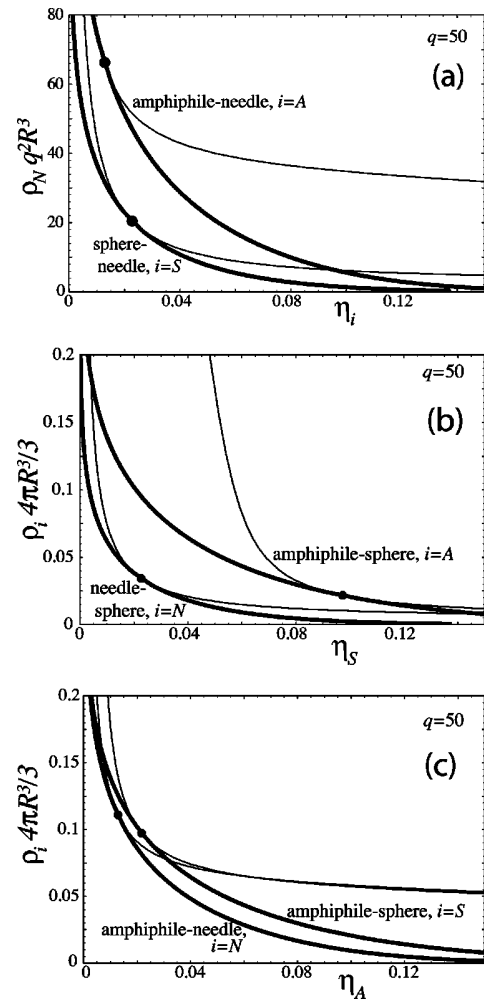 80
q=50
(a)
60
amphiphile-needle, i=A
ρN q²R³
40
20
sphere-
needle, i=S
0
0
0.04
0.08
0.12
ηi
0.2
q=50
(b)
0.15
ρi 4πR³/3
0.1
amphiphile-sphere, i=A
0.05
needle-
sphere, i=N
0
0
0.04
0.08
0.12
ηS
0.2
q=50
(c)
0.15
ρi 4πR³/3
0.1
0.05
amphiphile-sphere, i=S
amphiphile-needle,
i=N
0
0
0.04
0.08
0.12
ηA